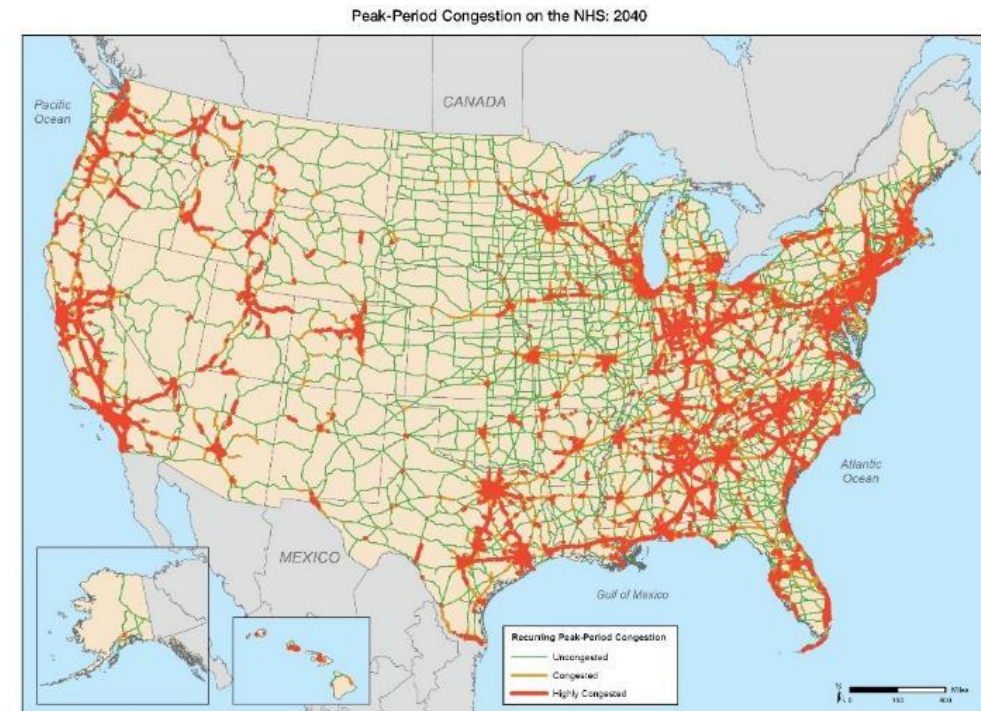 Peak-Period Congestion on the NHS: 2040
Pacific
Ocean
CANADA
Atlantic
Ocean
MEXICO
Gulf of Mexico
Recurring Peak-Period Congestion
Uncongested
Congested
Highly Congested
N
0
Miles